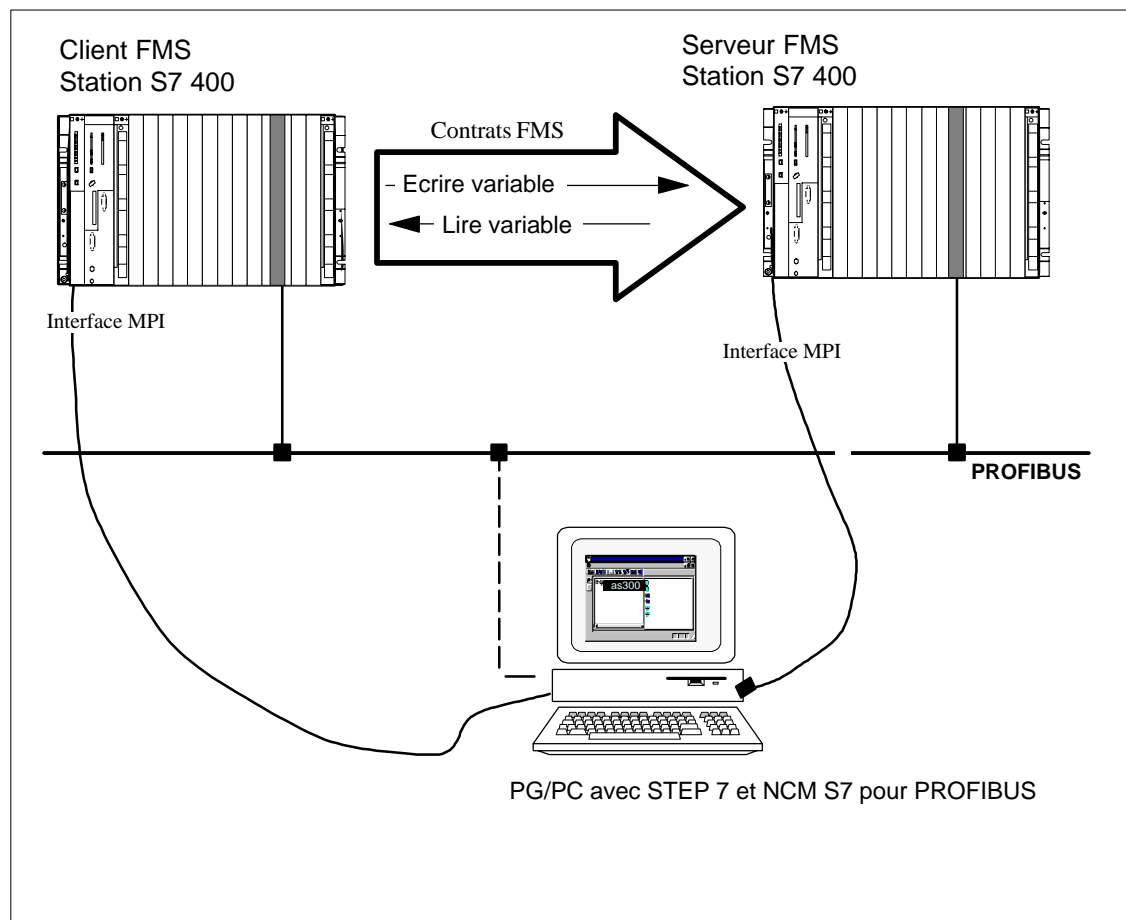 Client FMS
Station S7 400
Serveur FMS
Station S7 400
Contrats FMS
Ecrire variable
Lire variable
Interface MPI
Interface MPI
PROFIBUS
as300
PG/PC avec STEP 7 et NCM S7 pour PROFIBUS